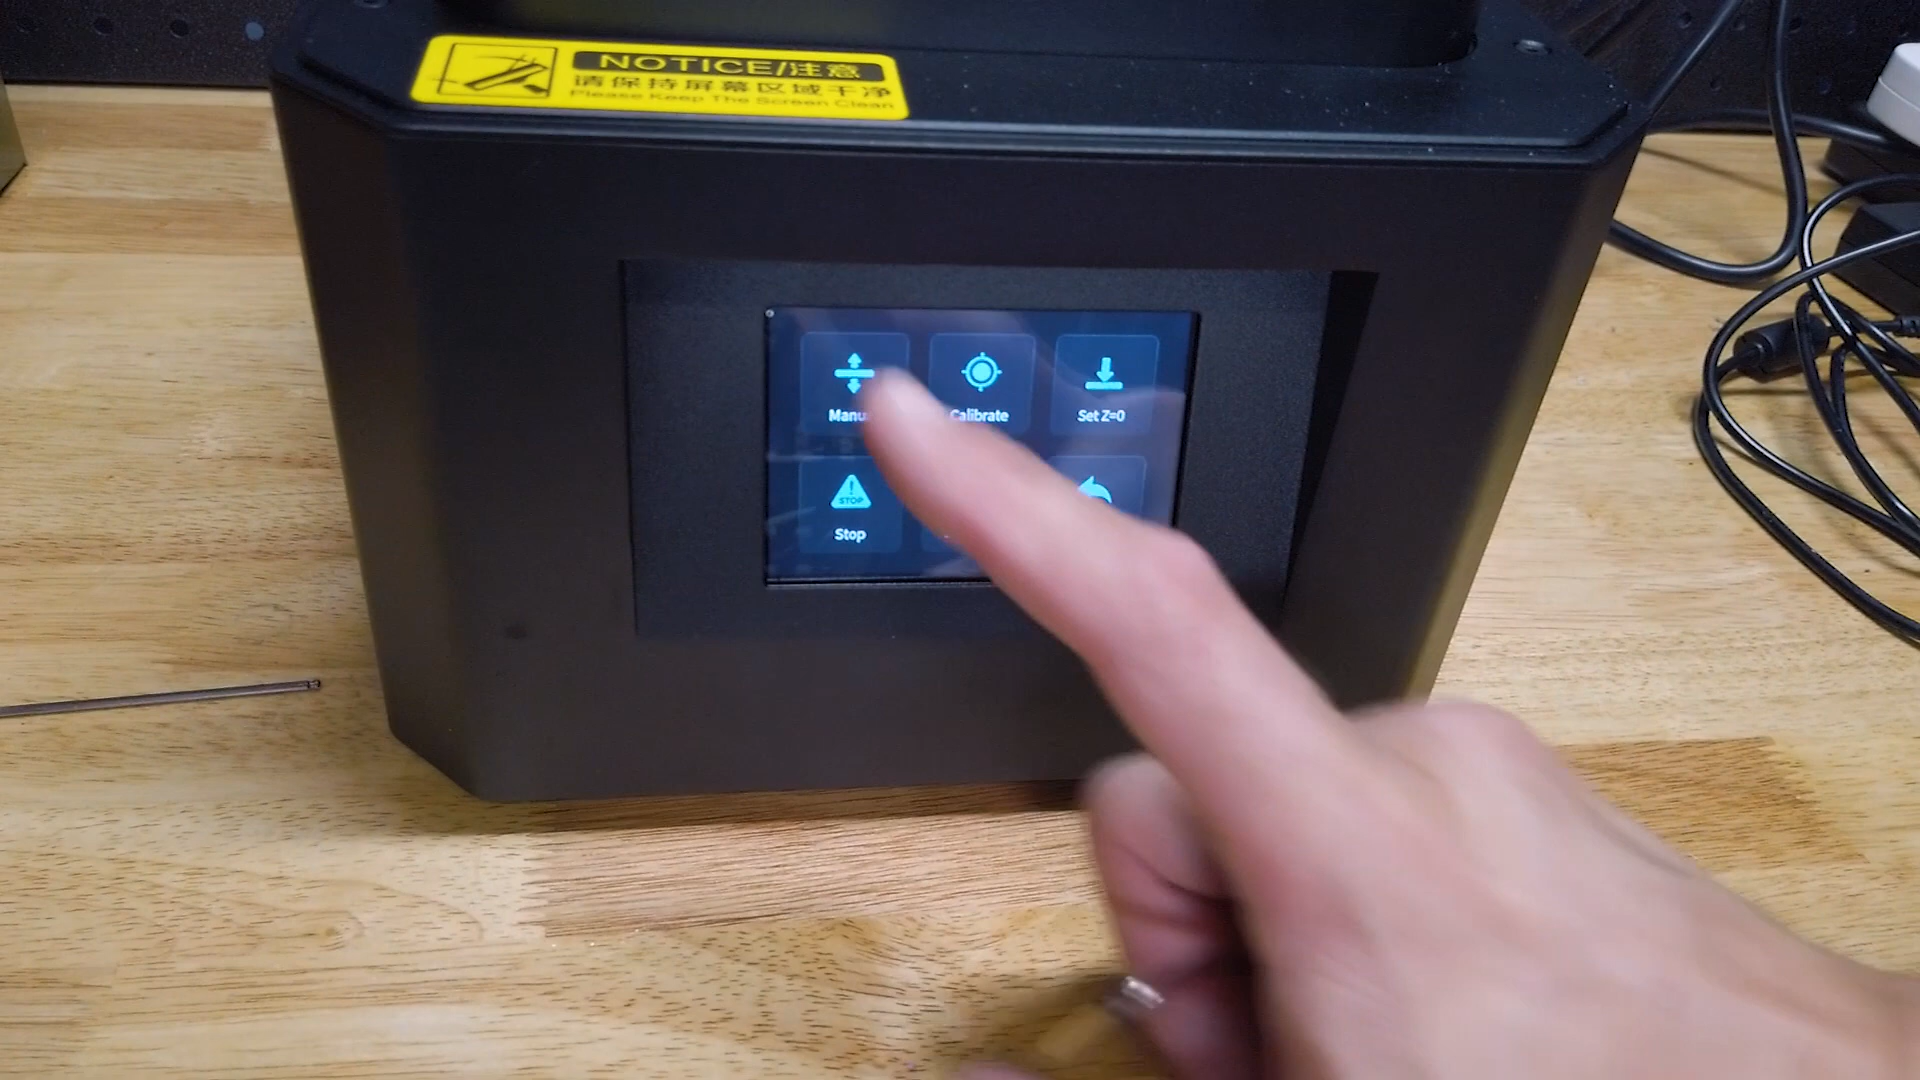 NOTICE/注意
请保持屏幕区域干净
Please Keep The Screen Clean
Calibrate
Set Z=0
STOP
Stop